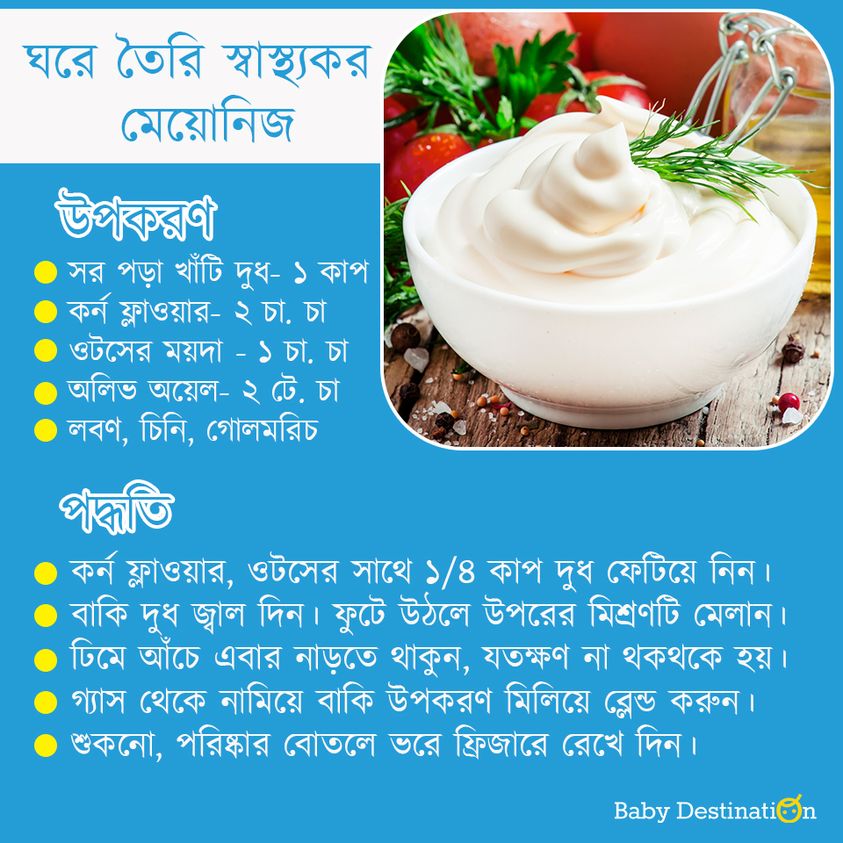 ঘরে তৈরি স্বাস্থ্যকর
মেয়োনিজ
উপকরণ
সর পড়া খাঁটি দুধ- ১ কাপ
কর্ন ফ্লাওয়ার- ২ চা. চা
ওটসের ময়দা - ১ চা. চা
অলিভ অয়েল- ২ টে. চা
লবণ, চিনি, গোলমরিচ
পদ্ধতি
কর্ন ফ্লাওয়ার, ওটসের সাথে ১/৪ কাপ দুধ ফেটিয়ে নিন।
বাকি দুধ জ্বাল দিন। ফুটে উঠলে উপরের মিশ্রণটি মেলান।
ঢিমে আঁচে এবার নাড়তে থাকুন, যতক্ষণ না থকথকে হয়।
গ্যাস থেকে নামিয়ে বাকি উপকরণ মিলিয়ে ব্লেন্ড করুন।
শুকনো, পরিষ্কার বোতলে ভরে ফ্রিজারে রেখে দিন।
Baby Destination